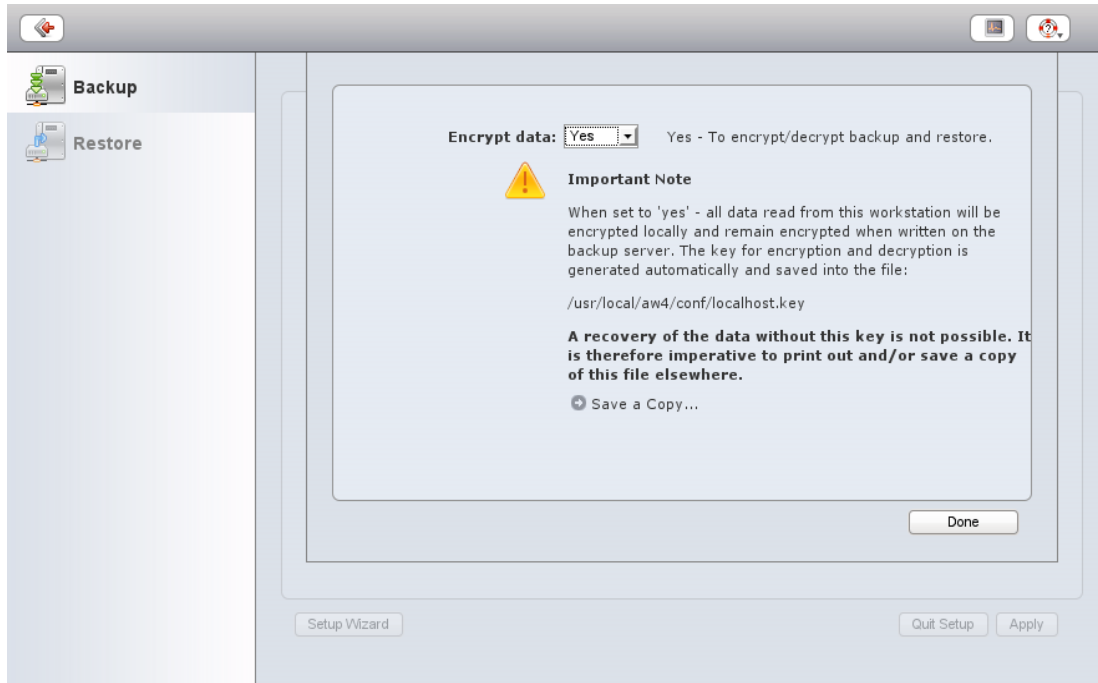 Backup
Restore
Encrypt data: Yes Yes - To encrypt/decrypt backup and restore.
Important Note
When set to 'yes' - all data read from this workstation will be
encrypted locally and remain encrypted when written on the
backup server. The key for encryption and decryption is
generated automatically and saved into the file:
/usr/local/aw4/conf/localhost.key
A recovery of the data without this key is not possible. It
is therefore imperative to print out and/or save a copy
of this file elsewhere.
Save a Copy...
Done
Setup Wizard Quit Setup Apply